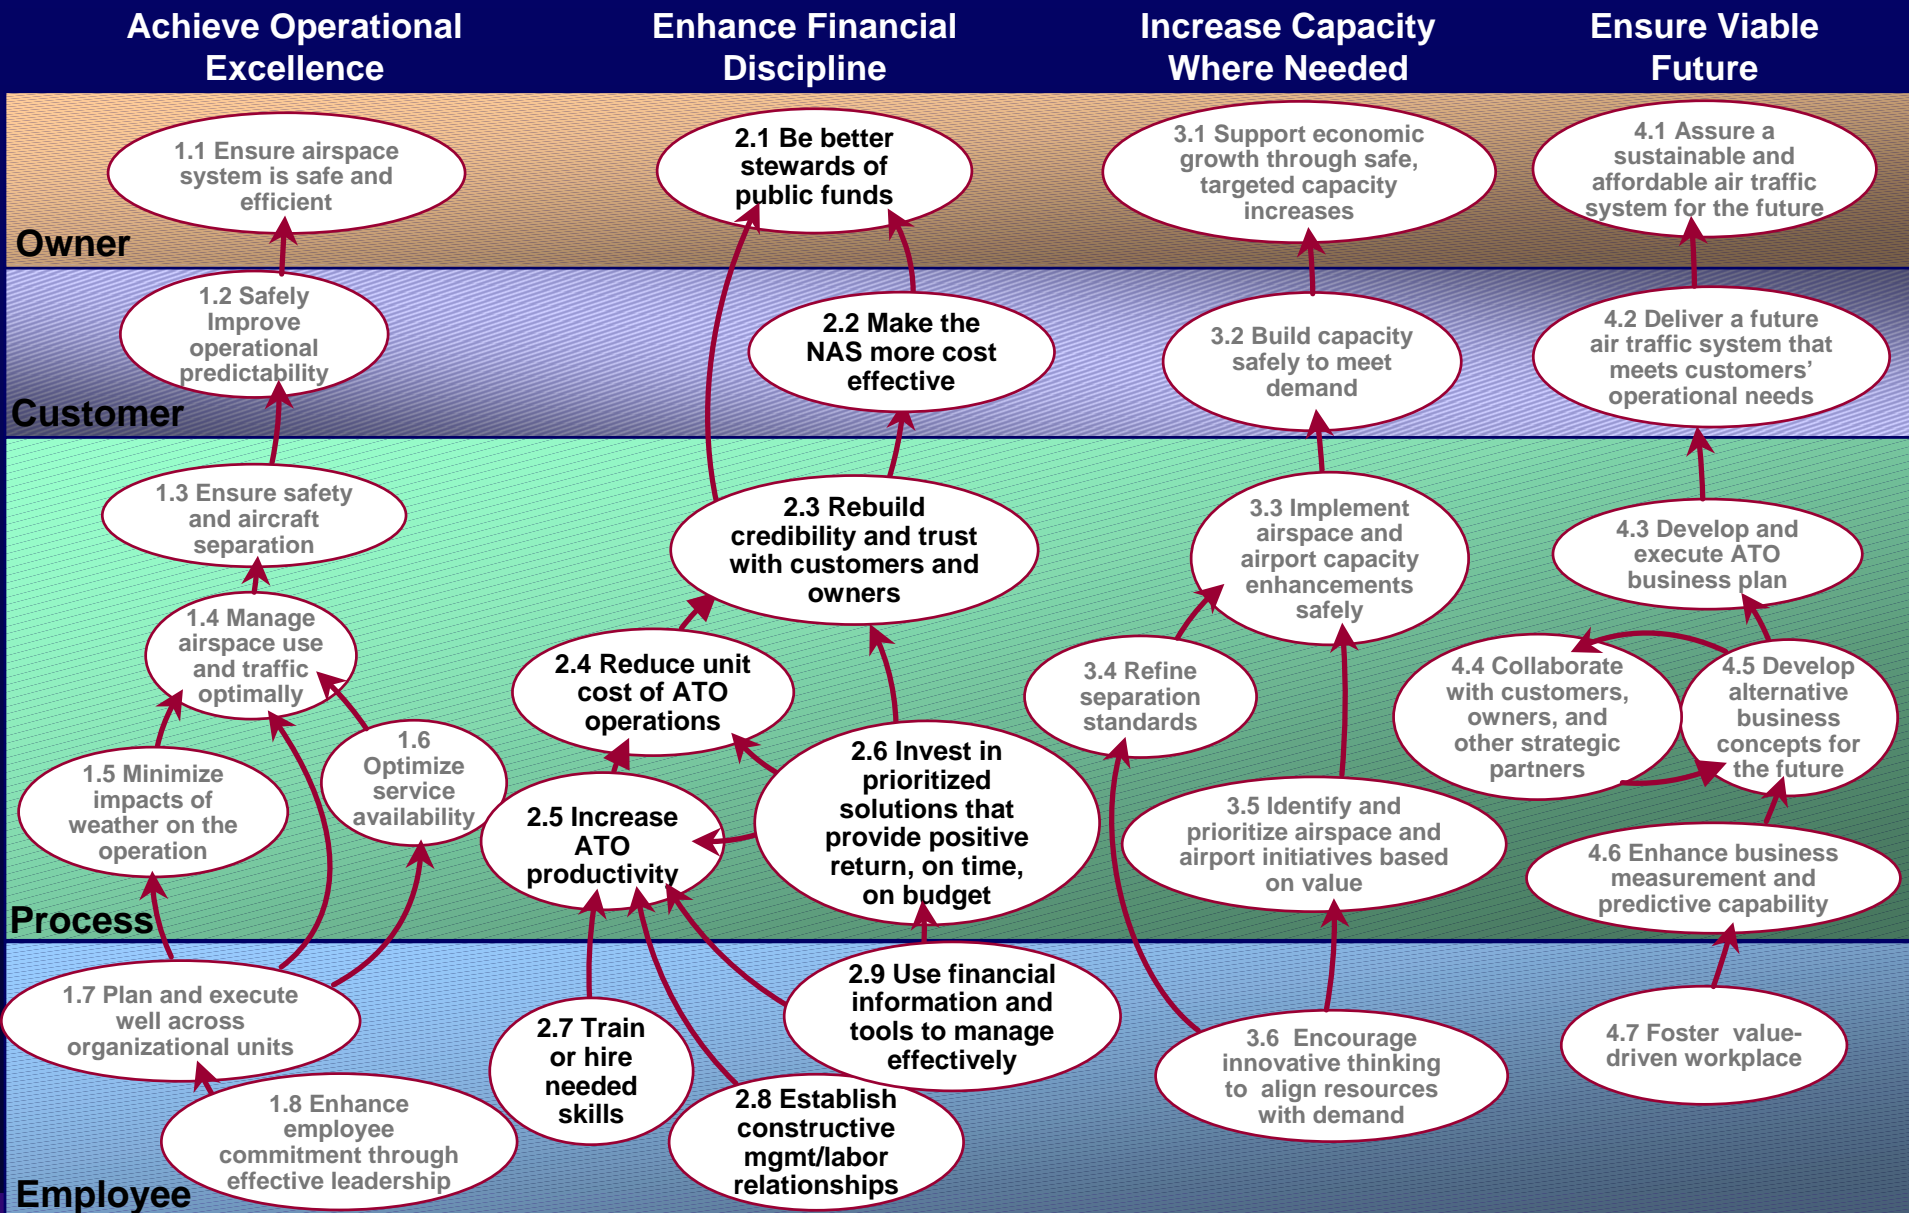 Achieve Operational
Excellence
Enhance Financial
Discipline
Increase Capacity
Where Needed
Ensure Viable
Future
Owner
1.1 Ensure airspace
system is safe and
efficient
2.1 Be better
stewards of
public funds
3.1 Support economic
growth through safe,
targeted capacity
increases
4.1 Assure a
sustainable and
affordable air traffic
system for the future
Customer
1.2 Safely
Improve
operational
predictability
2.2 Make the
NAS more cost
effective
3.2 Build capacity
safely to meet
demand
4.2 Deliver a future
air traffic system that
meets customers’
operational needs
Process
1.3 Ensure safety
and aircraft
separation
1.4 Manage
airspace use
and traffic
optimally
1.5 Minimize
impacts of
weather on the
operation
1.6
Optimize
service
availability
2.3 Rebuild
credibility and trust
with customers and
owners
2.4 Reduce unit
cost of ATO
operations
2.5 Increase
ATO
productivity
2.6 Invest in
prioritized
solutions that
provide positive
return, on time,
on budget
3.3 Implement
airspace and
airport capacity
enhancements
safely
3.4 Refine
separation
standards
3.5 Identify and
prioritize airspace and
airport initiatives based
on value
4.3 Develop and
execute ATO
business plan
4.4 Collaborate
with customers,
owners, and
other strategic
partners
4.5 Develop
alternative
business
concepts for
the future
4.6 Enhance business
measurement and
predictive capability
Employee
1.7 Plan and execute
well across
organizational units
1.8 Enhance
employee
commitment through
effective leadership
2.7 Train
or hire
needed
skills
2.8 Establish
constructive
mgmt/labor
relationships
2.9 Use financial
information and
tools to manage
effectively
3.6 Encourage
innovative thinking
to align resources
with demand
4.7 Foster value-
driven workplace